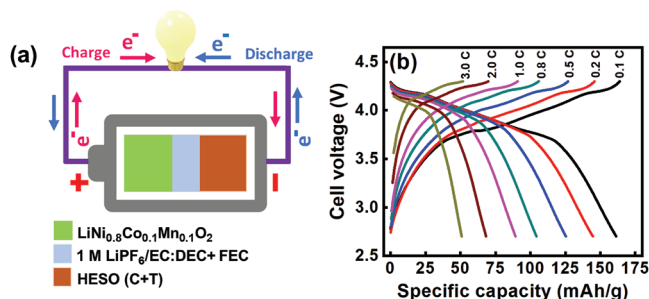 (a)
e⁻
e⁻
Charge
Discharge
e⁻
e⁻
+
-
LiNi₀.₈Co₀.₁Mn₀.₁O₂
1 M LiPF₆/EC:DEC+ FEC
HESO (C+T)
(b)
3.0 C
2.0 C
1.0 C
0.8 C
0.5 C
0.2 C
0.1 C
4.5
4.0
3.5
3.0
2.5
Cell voltage (V)
0 25 50 75 100 125 150 175
Specific capacity (mAh/g)